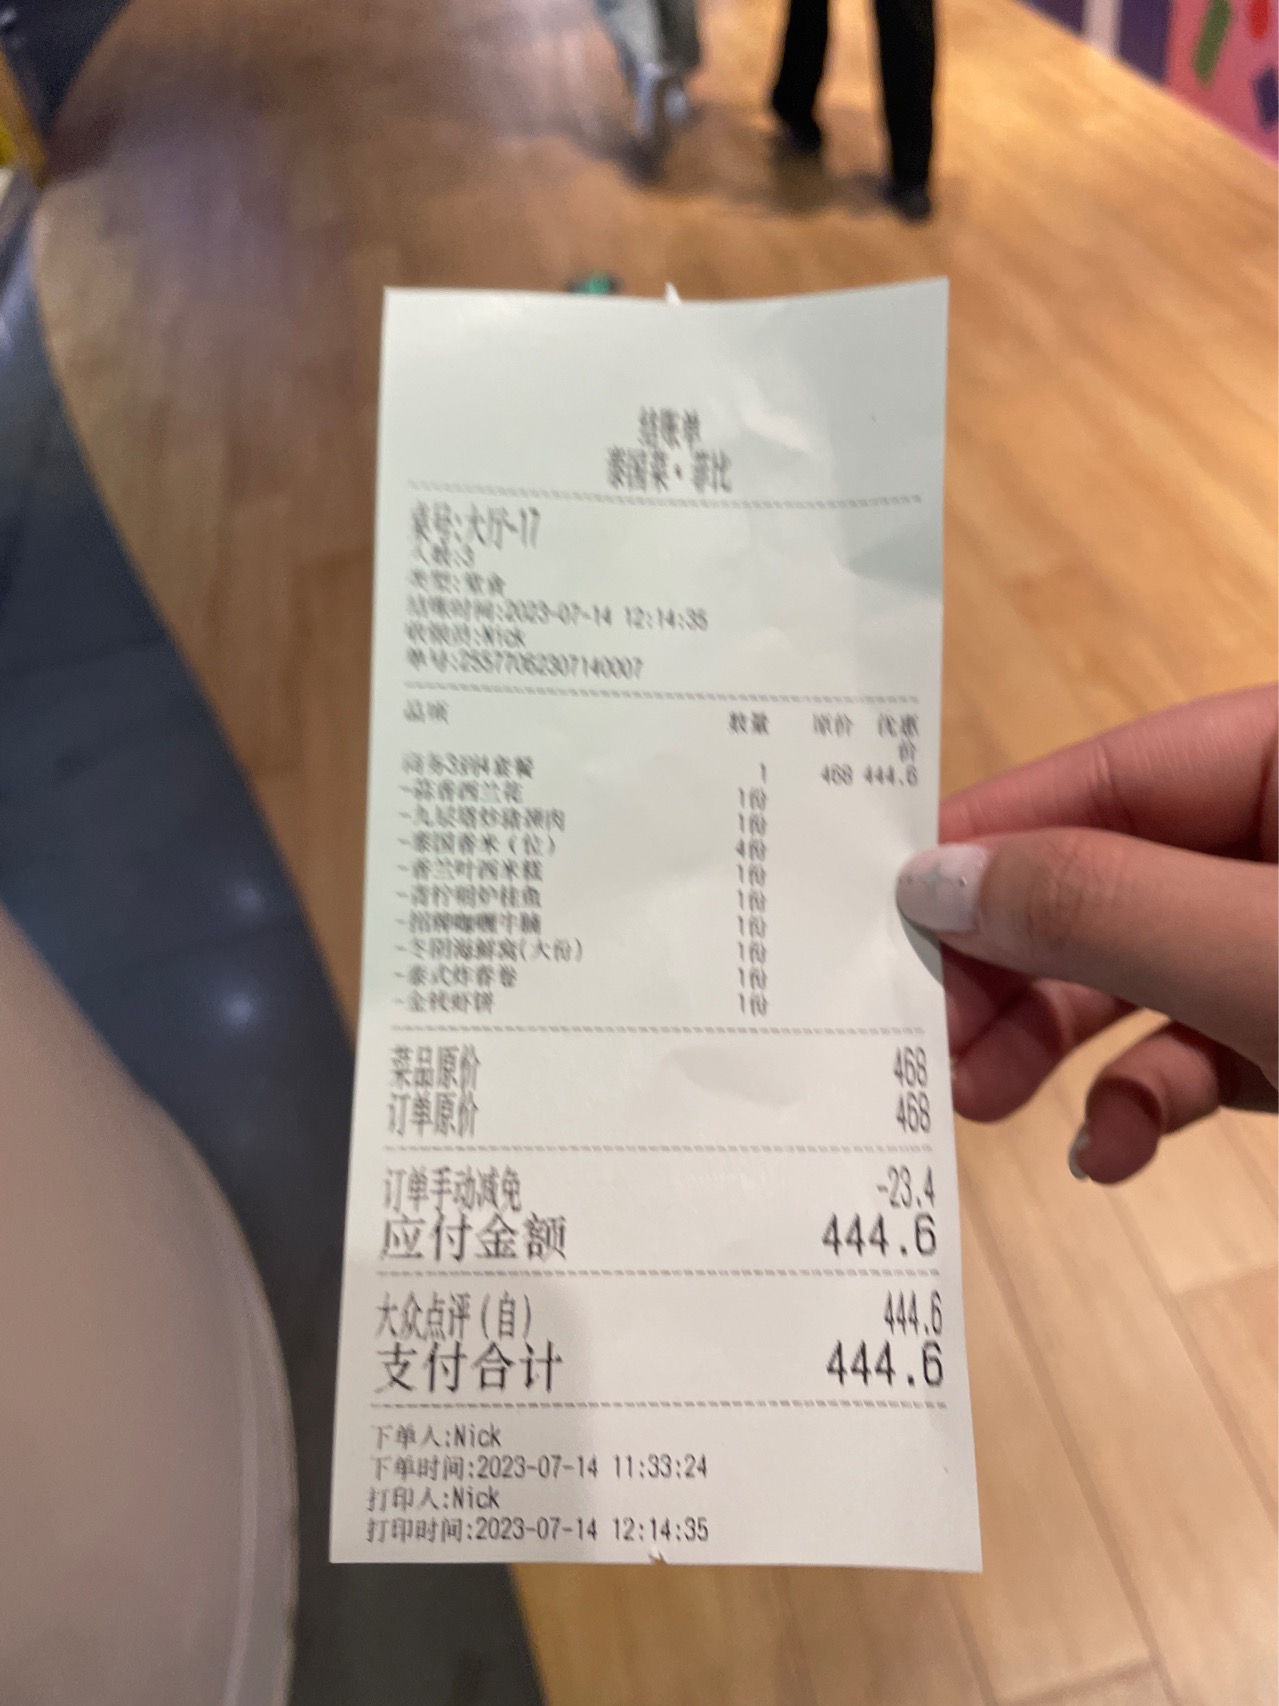 结账单
泰国菜·菲比
桌号:大厅-17
人数:3
类型:堂食
结账时间:2023-07-14 12:14:35
收银员:Nick
单号:25577062307140007
品项 数量 原价 优惠价
商务3到4套餐 1 468 444.6
-蒜香西兰花 1份
-九层塔炒猪颈肉 1份
-泰国香米(位) 4份
-香兰叶西米糕 1份
-青柠明炉桂鱼 1份
-招牌咖喱牛腩 1份
-冬阴海鲜窝(大份) 1份
-泰式炸春卷 1份
-金钱虾饼 1份
菜品原价 468
订单原价 468
订单手动减免 -23.4
应付金额 444.6
大众点评(自) 444.6
支付合计 444.6
下单人:Nick
下单时间:2023-07-14 11:33:24
打印人:Nick
打印时间:2023-07-14 12:14:35